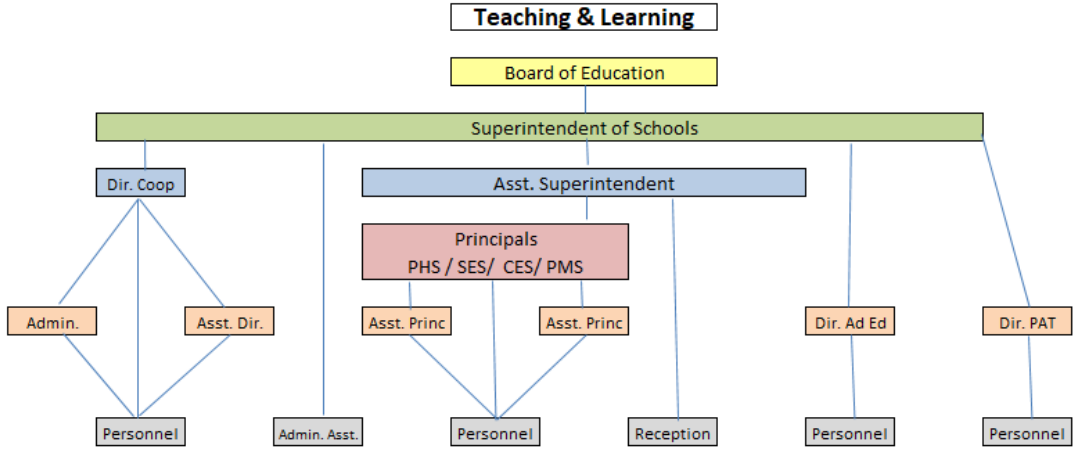 Teaching & Learning
Board of Education
Superintendent of Schools
Dir. Coop
Asst. Superintendent
Principals
PHS / SES/ CES/ PMS
Admin.
Asst. Dir.
Asst. Princ
Asst. Princ
Dir. Ad Ed
Dir. PAT
Personnel
Admin. Asst.
Personnel
Reception
Personnel
Personnel